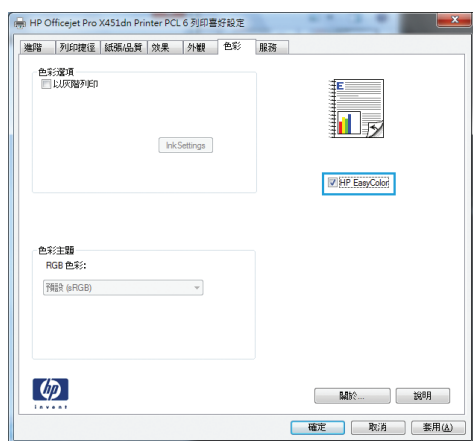 HP Officejet Pro X451dn Printer PCL 6 列印喜好設定
進階 列印捷徑 紙張/品質 效果 外觀 色彩 服務
色彩選項
以灰階列印
InkSettings
HP EasyColor
色彩主題
RGB 色彩:
預設 (sRGB)
hp
invent
關於... 說明
確定 取消 套用(A)